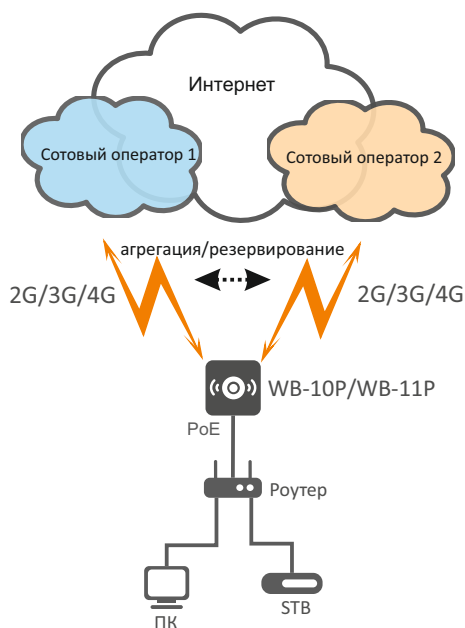 Интернет
Сотовый оператор 1
Сотовый оператор 2
агрегация/резервирование
2G/3G/4G
2G/3G/4G
WB-10P/WB-11P
PoE
Роутер
ПК
STB